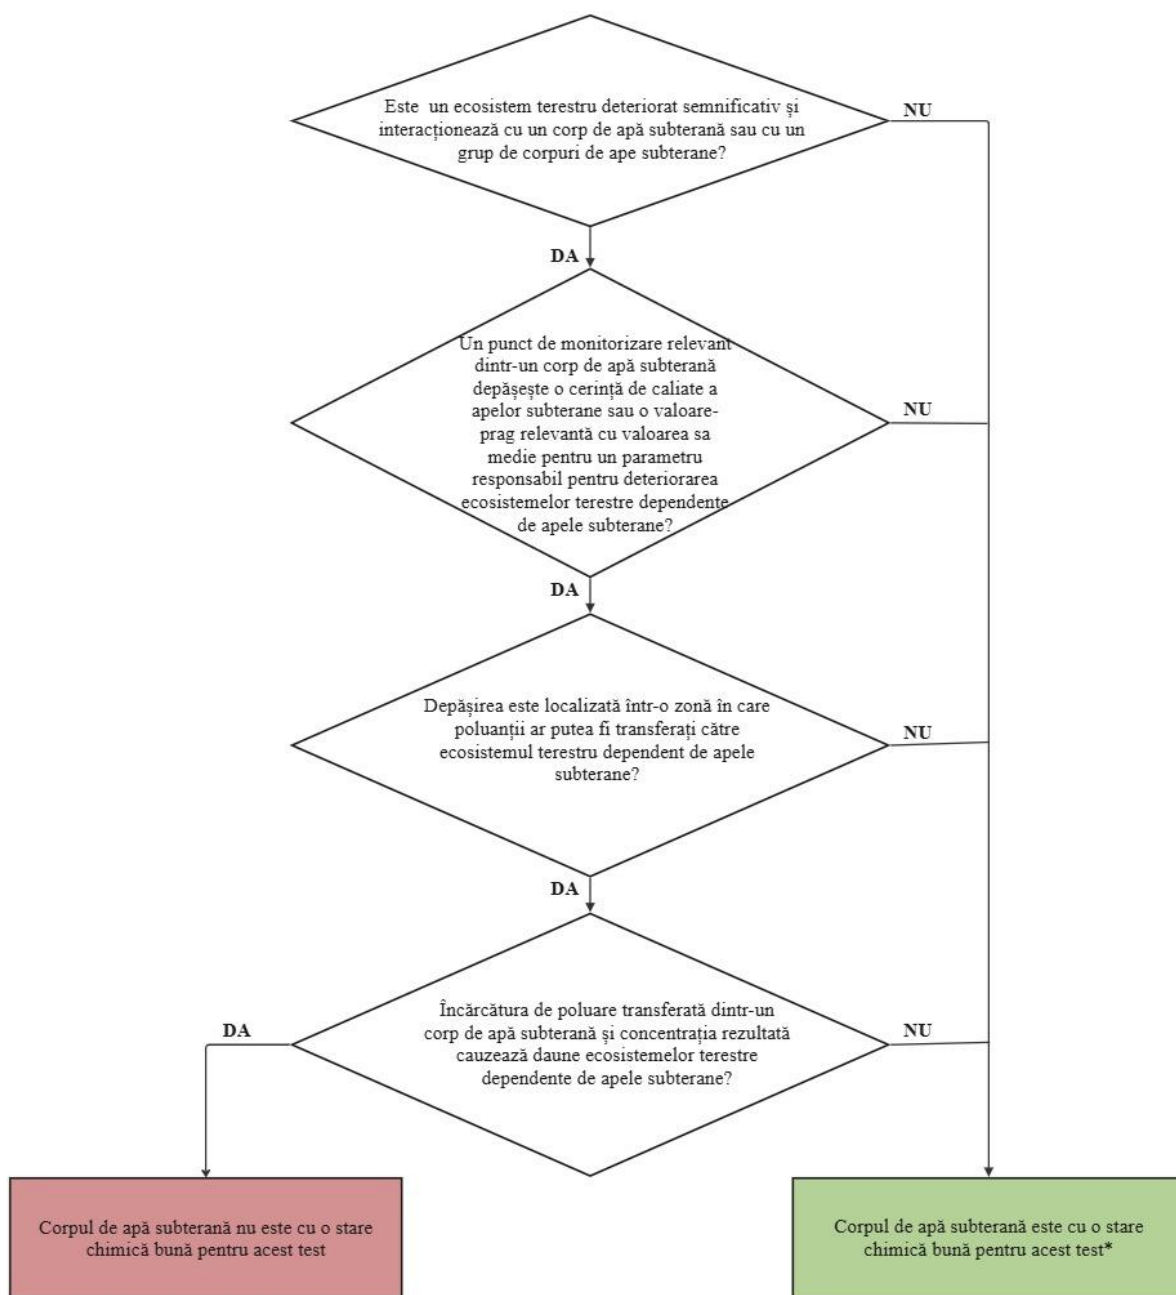 Este un ecosistem terestru deteriorat semnificativ și
interacționează cu un corp de apă subterană sau cu un
grup de corpuri de ape subterane?
NU
DA
Un punct de monitorizare relevant
dintr-un corp de apă subterană
depășește o cerință de caliate a
apelor subterane sau o valoare-
prag relevantă cu valoarea sa
medie pentru un parametru
responsabil pentru deteriorarea
ecosistemelor terestre dependente
de apele subterane?
NU
DA
Depășirea este localizată într-o zonă în care
poluanții ar putea fi transferați către
ecosistemul terestru dependent de apele
subterane?
NU
DA
Încărcătura de poluare transferată dintr-un
corp de apă subterană și concentrația rezultată
cauzează daune ecosistemelor terestre
dependente de apele subterane?
DA
NU
Corpul de apă subterană nu este cu o stare
chimică bună pentru acest test
Corpul de apă subterană este cu o stare
chimică bună pentru acest test*